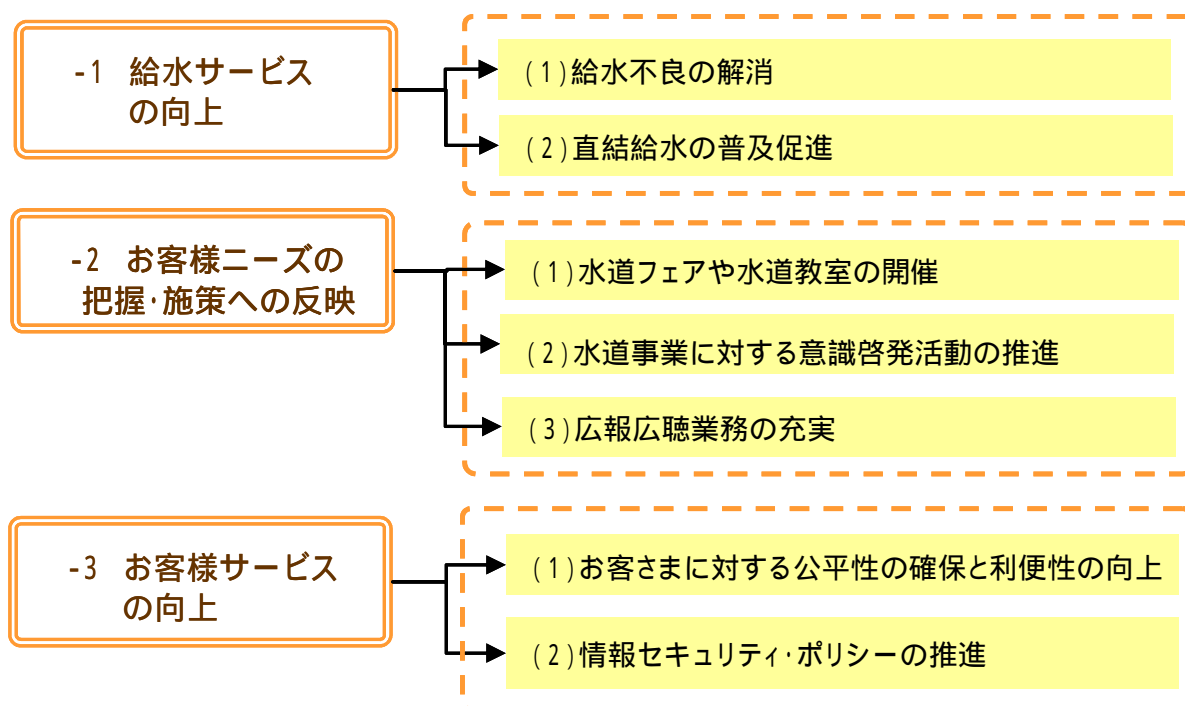 -1 給水サービス
の向上
(1)給水不良の解消
(2)直結給水の普及促進
-2 お客様ニーズの
把握・施策への反映
(1)水道フェアや水道教室の開催
(2)水道事業に対する意識啓発活動の推進
(3)広報広聴業務の充実
-3 お客様サービス
の向上
(1)お客さまに対する公平性の確保と利便性の向上
(2)情報セキュリティ・ポリシーの推進